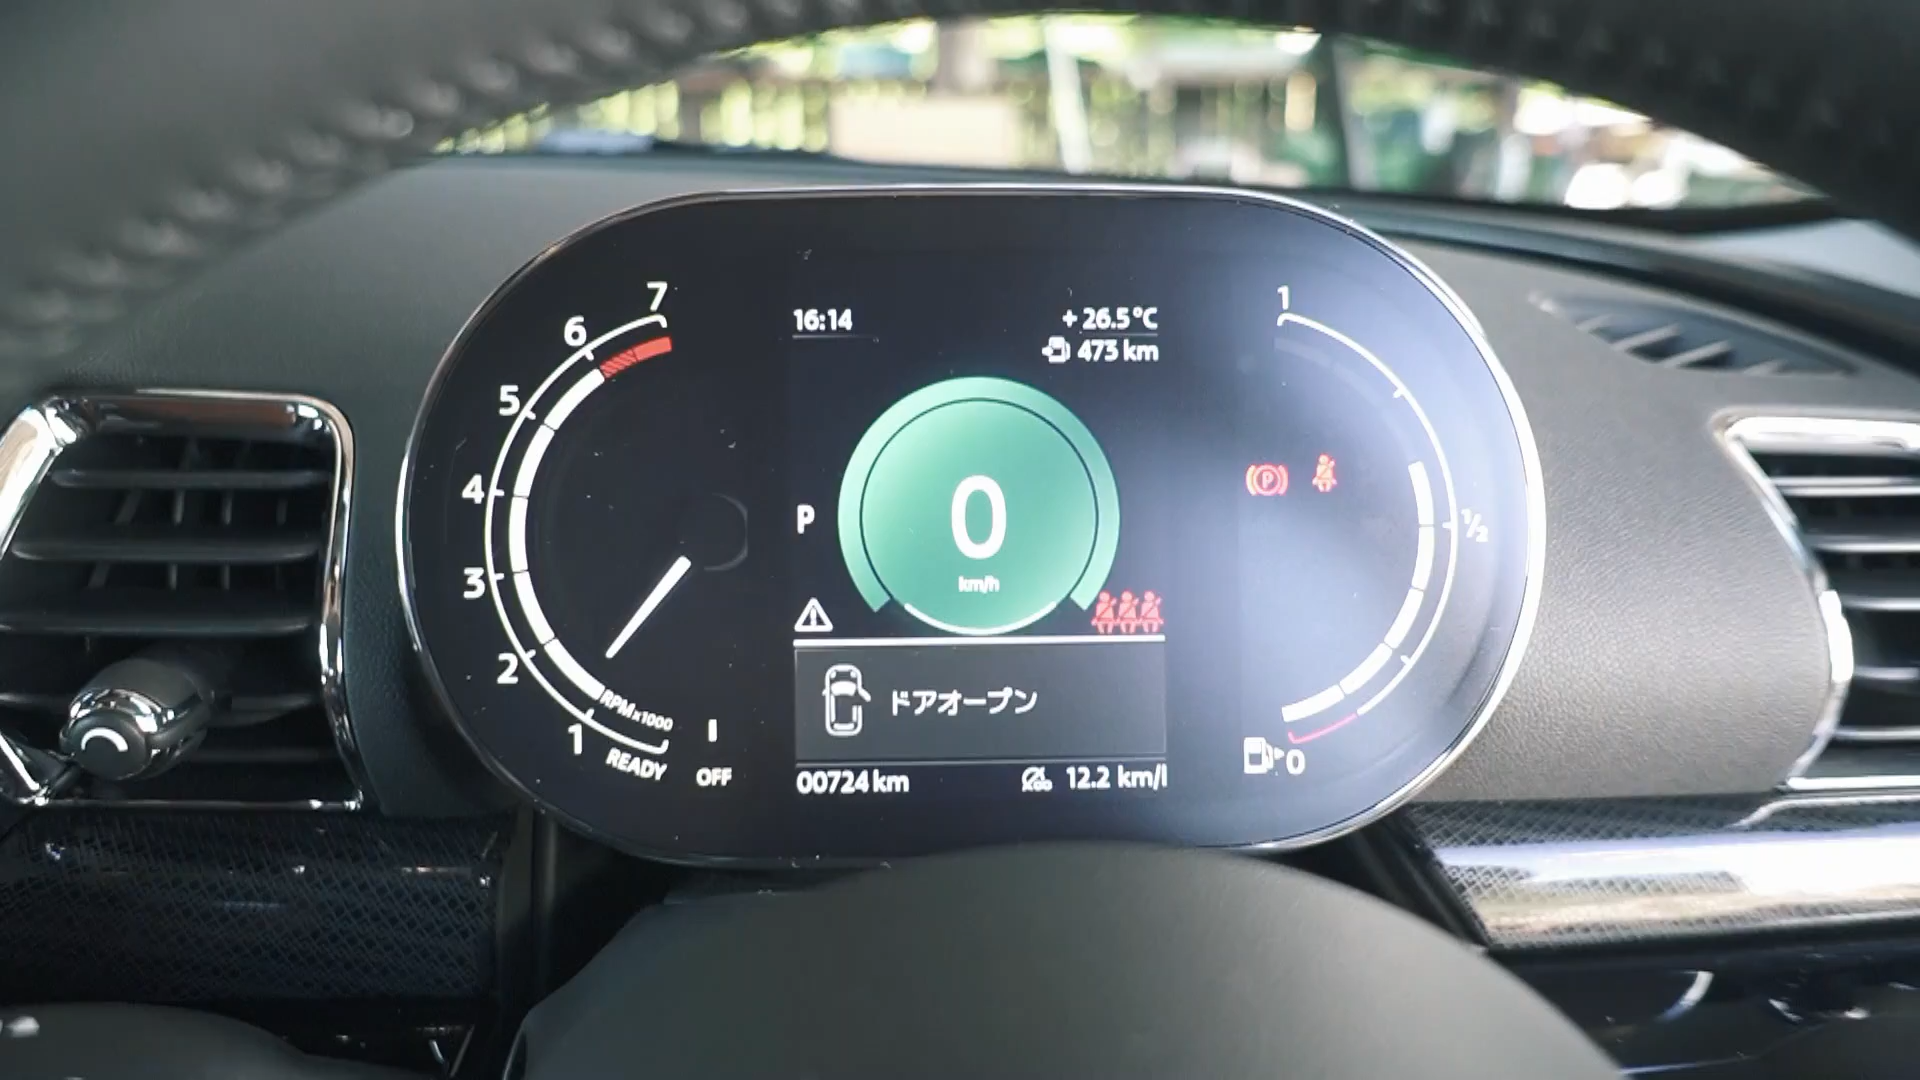 7
6
5
4
3
2
1
RPMx1000
READY
OFF
16:14
+ 26.5°C
473 km
P
0
km/h
ドアオープン
00724 km
12.2 km/l
1
P
1/2
0